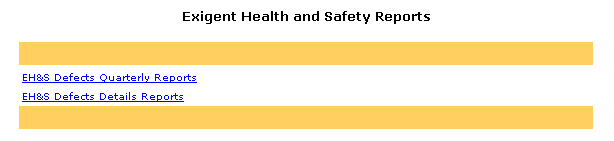 Exigent Health and Safety Reports
EH&S Defects Quarterly Reports
EH&S Defects Details Reports